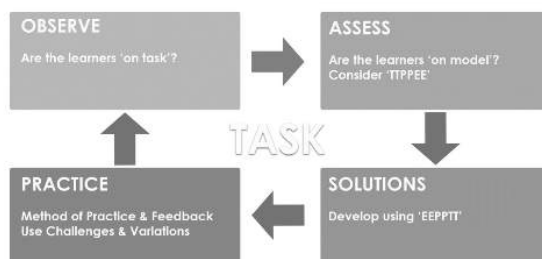 OBSERVE
Are the learners 'on task'?
ASSESS
Are the learners 'on model'?
Consider 'TTPPEE'
TASK
PRACTICE
Method of Practice & Feedback
Use Challenges & Variations
SOLUTIONS
Develop using 'EEPPTT'